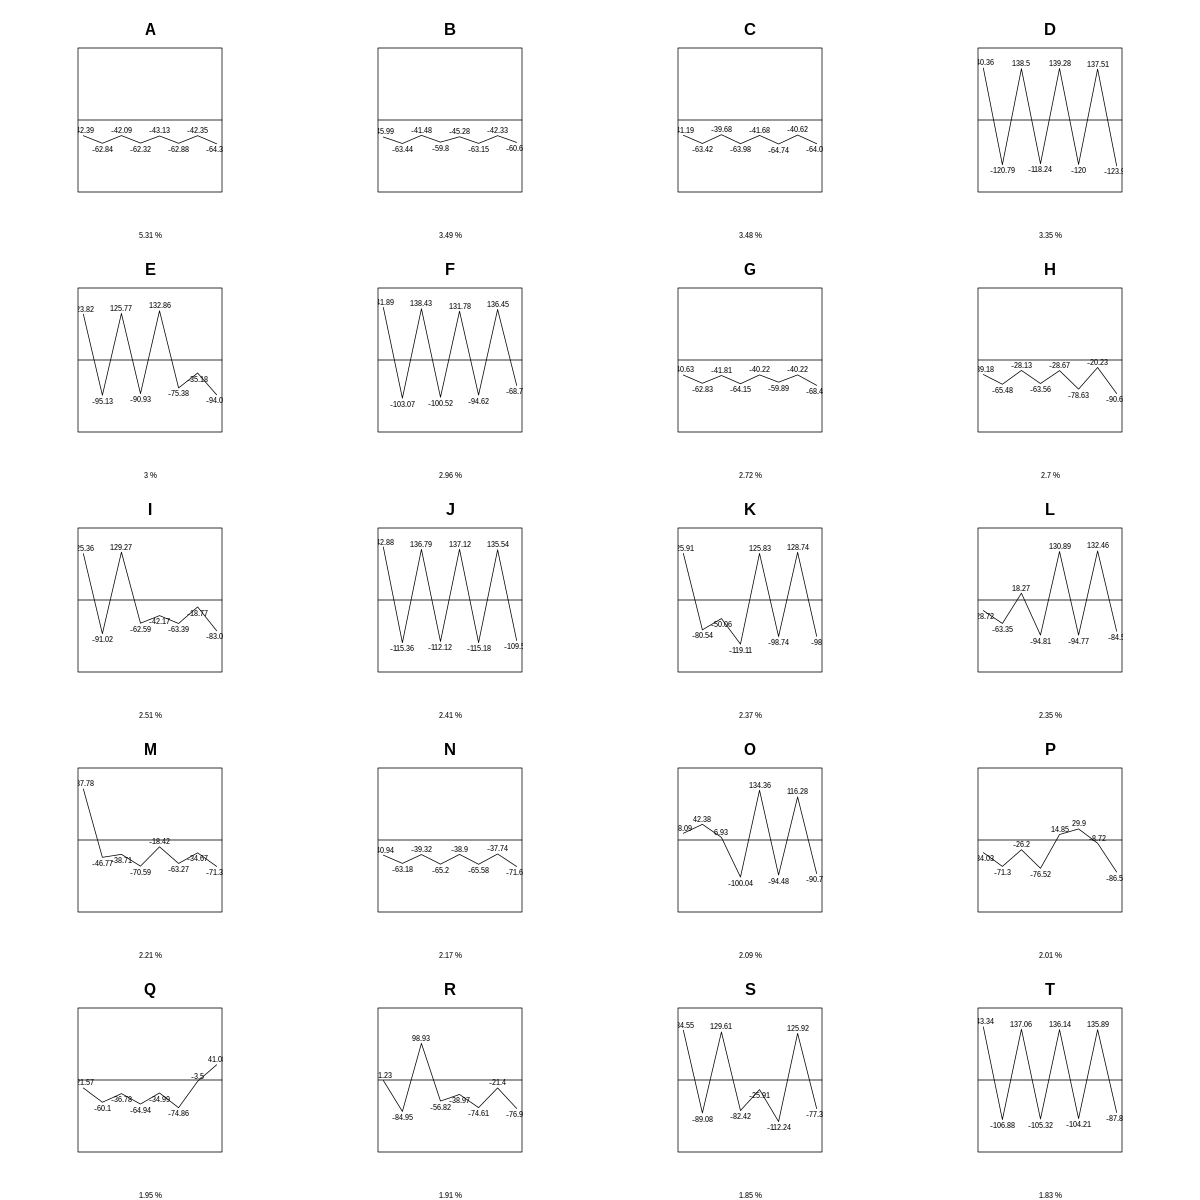 A B C D
42.39 -42.09 -43.13 -42.35
-62.84 -62.32 -62.88 -64.3
45.99 -41.48 -45.28 -42.33
-63.44 -59.8 -63.15 -60.6
41.19 -39.68 -41.68 -40.62
-63.42 -63.98 -64.74 -64.0
40.36 138.5 139.28 137.51
-120.79 -118.24 -120 -123.9
5.31 % 3.49 % 3.48 % 3.35 %
E F G H
23.82 125.77 132.86 -35.18
-95.13 -90.93 -75.38 -94.0
41.89 138.43 131.78 136.45
-103.07 -100.52 -94.62 -68.7
40.63 -41.81 -40.22 -40.22
-62.83 -64.15 -59.89 -68.4
39.18 -28.13 -28.67 -20.23
-65.48 -63.56 -78.63 -90.6
3 % 2.96 % 2.72 % 2.7 %
I J K L
25.36 129.27 -42.17 -18.77
-91.02 -62.59 -63.39 -83.0
42.88 136.79 137.12 135.54
-115.36 -112.12 -115.18 -109.5
25.91 -50.06 125.83 128.74
-80.54 -119.11 -98.74 -98
28.72 18.27 130.89 132.46
-63.35 -94.81 -94.77 -84.5
2.51 % 2.41 % 2.37 % 2.35 %
M N O P
37.78 -38.71 -18.42 -34.67
-46.77 -70.59 -63.27 -71.3
40.94 -39.32 -38.9 -37.74
-63.18 -65.2 -65.58 -71.6
8.09 42.38 6.93 134.36 116.28
-100.04 -94.48 -90.7
34.03 -26.2 14.85 29.9 -8.72
-71.3 -76.52 -86.5
2.21 % 2.17 % 2.09 % 2.01 %
Q R S T
21.57 -36.78 -34.99 -3.5 41.0
-60.1 -64.94 -74.86
1.23 98.93 -38.97 -21.4
-84.95 -56.82 -74.61 -76.9
34.55 129.61 -25.91 125.92
-89.08 -82.42 -112.24 -77.3
43.34 137.06 136.14 135.89
-106.88 -105.32 -104.21 -87.8
1.95 % 1.91 % 1.85 % 1.83 %